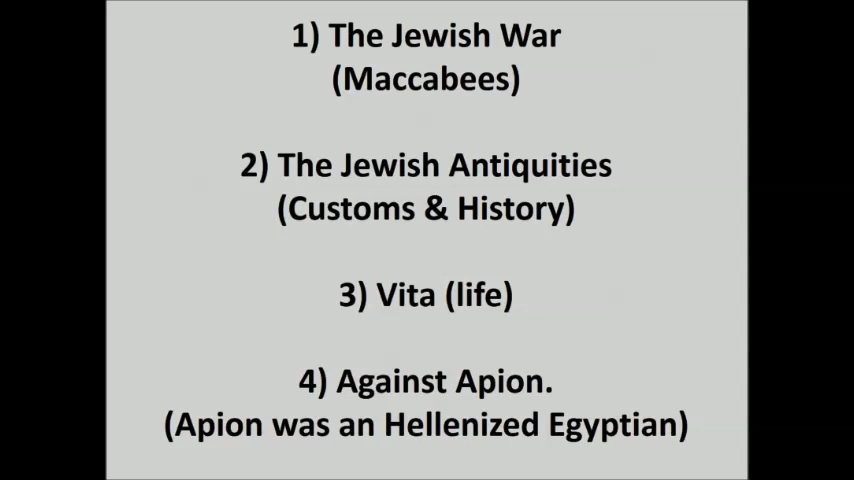 1) The Jewish War
(Maccabees)
2) The Jewish Antiquities
(Customs & History)
3) Vita (life)
4) Against Apion.
(Apion was an Hellenized Egyptian)